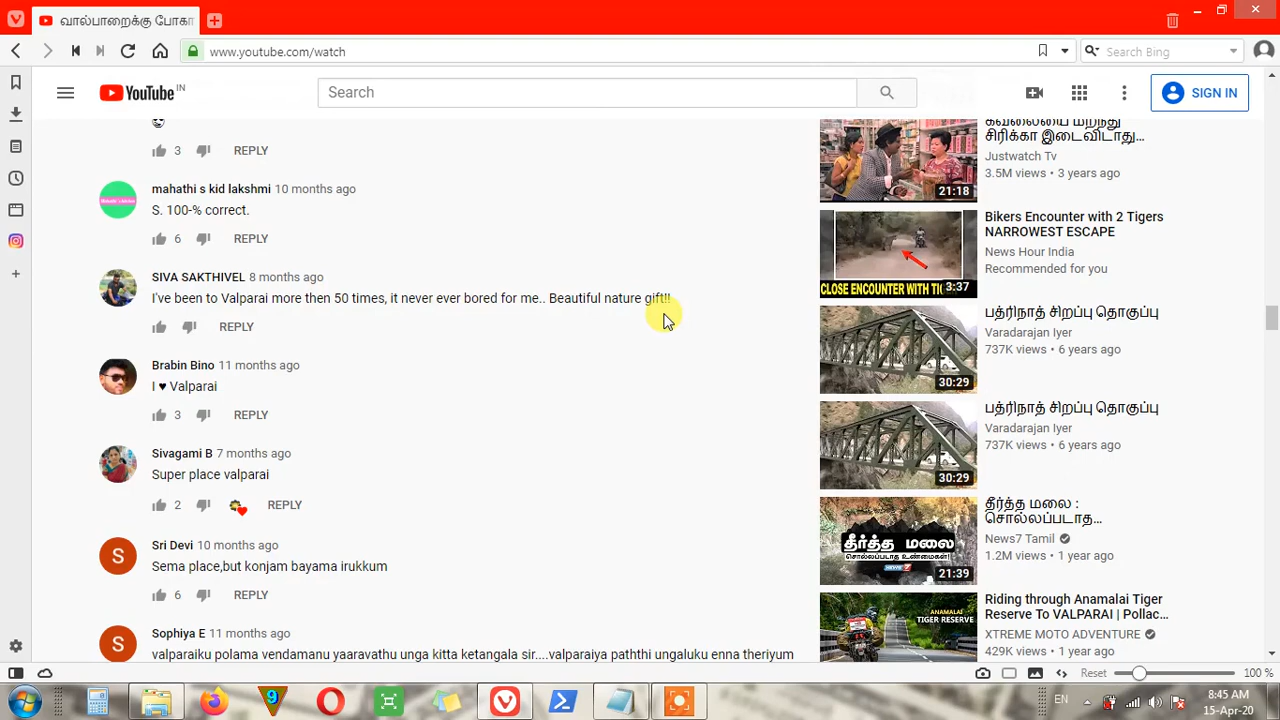 வால்பாறைக்கு போகா
www.youtube.com/watch
Search Bing
YouTube IN
Search
SIGN IN
3 REPLY
mahathi s kid lakshmi 10 months ago
S. 100-% correct.
6 REPLY
SIVA SAKTHIVEL 8 months ago
I've been to Valparai more then 50 times, it never ever bored for me.. Beautiful nature gift!!
REPLY
Brabin Bino 11 months ago
I ♥ Valparai
3 REPLY
Sivagami B 7 months ago
Super place valparai
2 REPLY
S
Sri Devi 10 months ago
Sema place,but konjam bayama irukkum
6 REPLY
S
Sophiya E 11 months ago
valparaiku polama vendamanu yaaravathu unga kitta ketangala sir...valparaiya paththi ungaluku enna theriyum
கவலையை மறந்து
சிரிக்க இடைவிடாது...
Justwatch Tv
3.5M views • 3 years ago
21:18
Bikers Encounter with 2 Tigers
NARROWEST ESCAPE
News Hour India
Recommended for you
CLOSE ENCOUNTER WITH TIG
3:37
பத்ரிநாத் சிறப்பு தொகுப்பு
Varadarajan Iyer
737K views • 6 years ago
30:29
பத்ரிநாத் சிறப்பு தொகுப்பு
Varadarajan Iyer
737K views • 6 years ago
30:29
தீர்த்த மலை :
சொல்லப்படாத...
News7 Tamil
1.2M views • 1 year ago
தீர்த்த மலை
சொல்லப்படாத உண்மைகள்!
NEWS7
21:39
Riding through Anamalai Tiger
Reserve To VALPARAI | Pollac...
XTREME MOTO ADVENTURE
429K views • 1 year ago
ANAMALAI
TIGER RESERVE
Reset
100 %
9
EN
8:45 AM
15-Apr-20